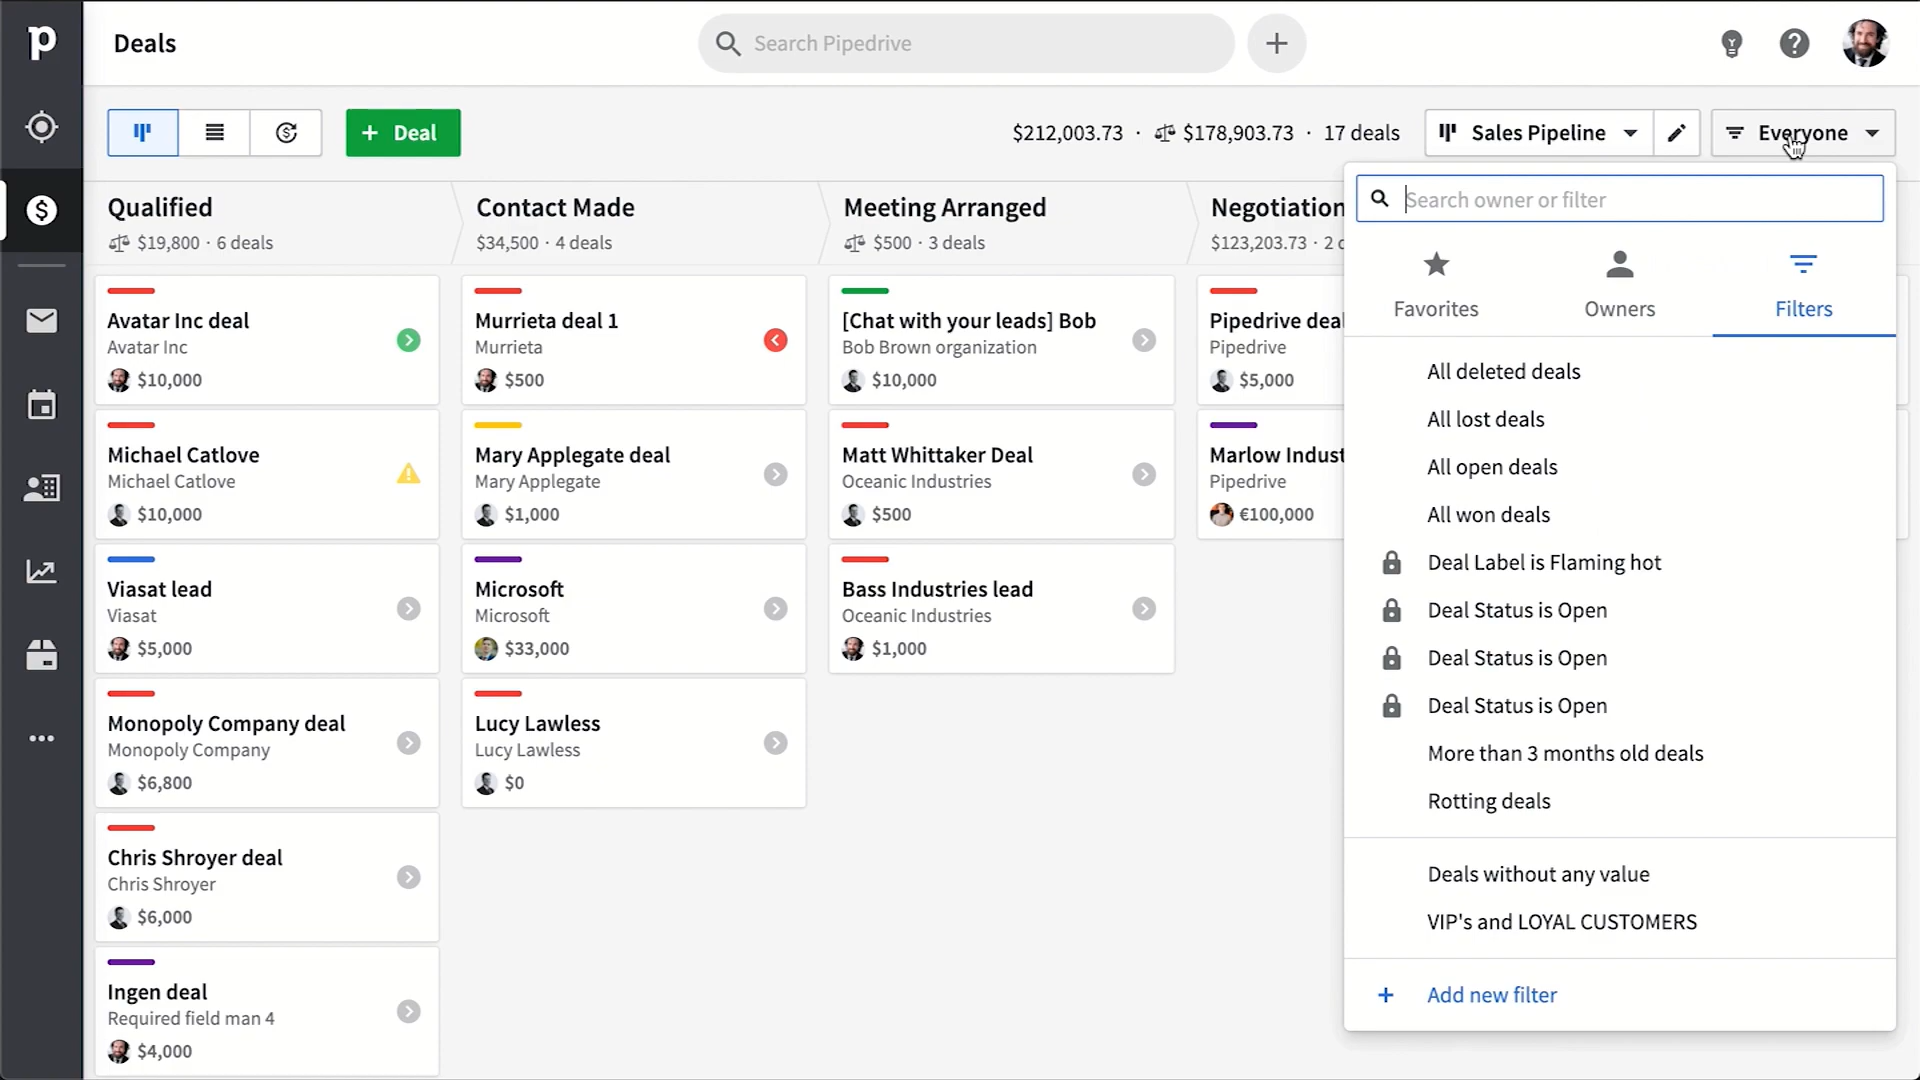 p
Deals
Search Pipedrive
+ Deal
$212,003.73 · $178,903.73 · 17 deals
Sales Pipeline
Everyone
Qualified
$19,800 · 6 deals
Contact Made
$34,500 · 4 deals
Meeting Arranged
$500 · 3 deals
Negotiation
$123,203.73 · 2 d
Avatar Inc deal
Avatar Inc
$10,000
Michael Catlove
Michael Catlove
$10,000
Viasat lead
Viasat
$5,000
Monopoly Company deal
Monopoly Company
$6,800
Chris Shroyer deal
Chris Shroyer
$6,000
Ingen deal
Required field man 4
$4,000
Murrieta deal 1
Murrieta
$500
Mary Applegate deal
Mary Applegate
$1,000
Microsoft
Microsoft
$33,000
Lucy Lawless
Lucy Lawless
$0
[Chat with your leads] Bob
Bob Brown organization
$10,000
Matt Whittaker Deal
Oceanic Industries
$500
Bass Industries lead
Oceanic Industries
$1,000
Pipedrive deal
Pipedrive
$5,000
Marlow Indust
Pipedrive
€100,000
Search owner or filter
Favorites
Owners
Filters
All deleted deals
All lost deals
All open deals
All won deals
Deal Label is Flaming hot
Deal Status is Open
Deal Status is Open
Deal Status is Open
More than 3 months old deals
Rotting deals
Deals without any value
VIP's and LOYAL CUSTOMERS
+ Add new filter